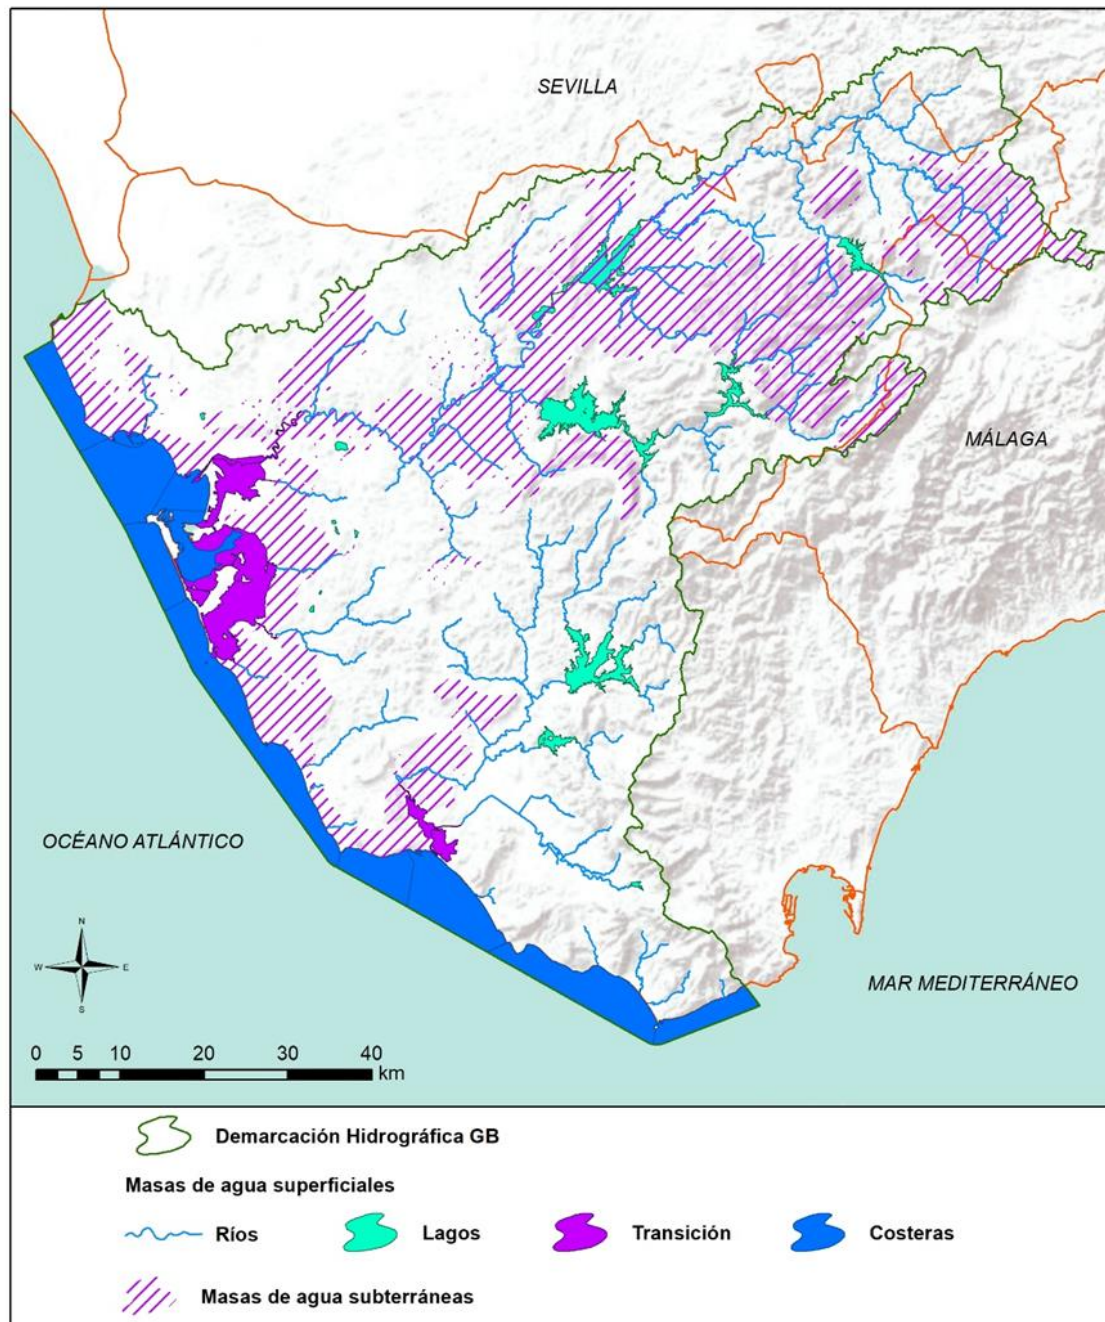 SEVILLA
MÁLAGA
OCÉANO ATLÁNTICO
N
W E
S
MAR MEDITERRÁNEO
0 5 10 20 30 40
km
Demarcación Hidrográfica GB
Masas de agua superficiales
Ríos Lagos Transición Costeras
Masas de agua subterráneas